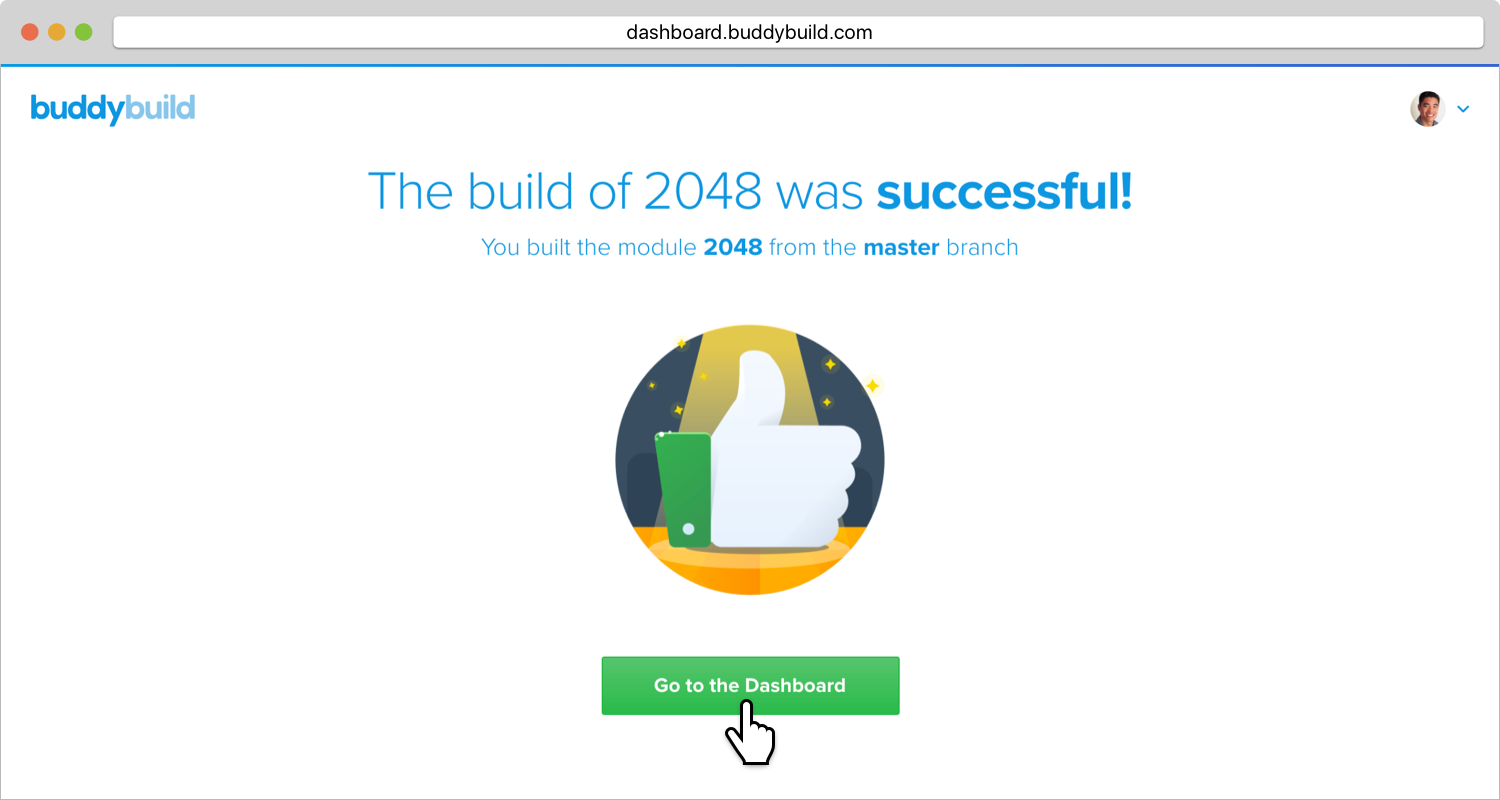 dashboard.buddybuild.com
buddybuild
The build of 2048 was successful!
You built the module 2048 from the master branch
Go to the Dashboard